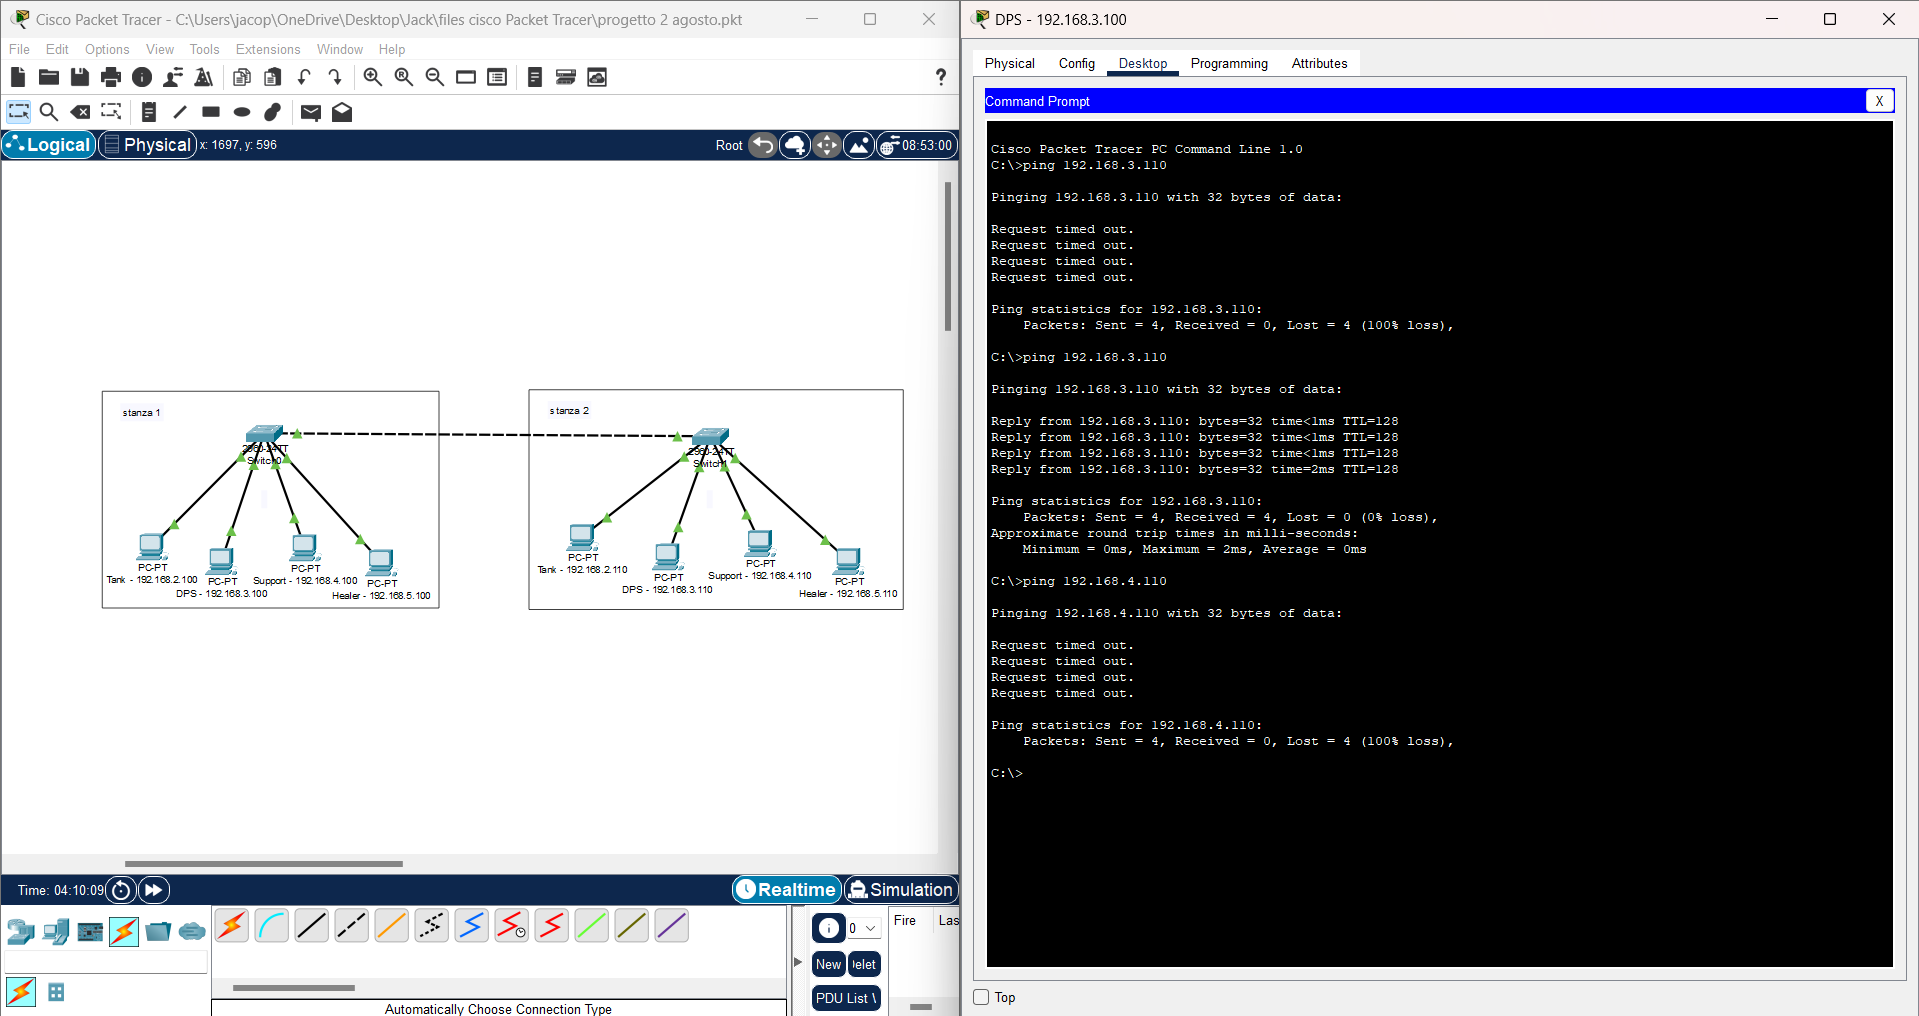 Cisco Packet Tracer - C:\Users\jacop\OneDrive\Desktop\Jack\files cisco Packet Tracer\progetto 2 agosto.pkt
File Edit Options View Tools Extensions Window Help
?
Logical
Physical
x: 1697, y: 596
Root
08:53:00
stanza 1
2960-24TT
Switch0
PC-PT
Tank - 192.168.2.100
PC-PT
DPS - 192.168.3.100
PC-PT
Support - 192.168.4.100
PC-PT
Healer - 192.168.5.100
stanza 2
2960-24TT
Switch1
PC-PT
Tank - 192.168.2.110
PC-PT
DPS - 192.168.3.110
PC-PT
Support - 192.168.4.110
PC-PT
Healer - 192.168.5.110
Time: 04:10:09
Realtime
Simulation
Automatically Choose Connection Type
0
New
elet
PDU List \
Fire Las
DPS - 192.168.3.100
Physical Config Desktop Programming Attributes
Command Prompt
X
Cisco Packet Tracer PC Command Line 1.0
C:\>ping 192.168.3.110
Pinging 192.168.3.110 with 32 bytes of data:
Request timed out.
Request timed out.
Request timed out.
Request timed out.
Ping statistics for 192.168.3.110:
Packets: Sent = 4, Received = 0, Lost = 4 (100% loss),
C:\>ping 192.168.3.110
Pinging 192.168.3.110 with 32 bytes of data:
Reply from 192.168.3.110: bytes=32 time<1ms TTL=128
Reply from 192.168.3.110: bytes=32 time<1ms TTL=128
Reply from 192.168.3.110: bytes=32 time<1ms TTL=128
Reply from 192.168.3.110: bytes=32 time=2ms TTL=128
Ping statistics for 192.168.3.110:
Packets: Sent = 4, Received = 4, Lost = 0 (0% loss),
Approximate round trip times in milli-seconds:
Minimum = 0ms, Maximum = 2ms, Average = 0ms
C:\>ping 192.168.4.110
Pinging 192.168.4.110 with 32 bytes of data:
Request timed out.
Request timed out.
Request timed out.
Request timed out.
Ping statistics for 192.168.4.110:
Packets: Sent = 4, Received = 0, Lost = 4 (100% loss),
C:\>
Top